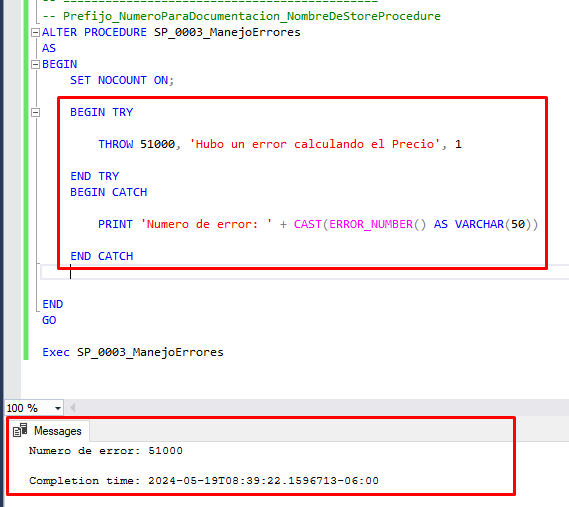 -- ==========================================
-- Prefijo_NumeroParaDocumentacion_NombreDeStoreProcedure
ALTER PROCEDURE SP_0003_ManejoErrores
AS
BEGIN
SET NOCOUNT ON;
BEGIN TRY
THROW 51000, 'Hubo un error calculando el Precio', 1
END TRY
BEGIN CATCH
PRINT 'Numero de error: ' + CAST(ERROR_NUMBER() AS VARCHAR(50))
END CATCH
END
GO
Exec SP_0003_ManejoErrores
100 %
Messages
Numero de error: 51000
Completion time: 2024-05-19T08:39:22.1596713-06:00